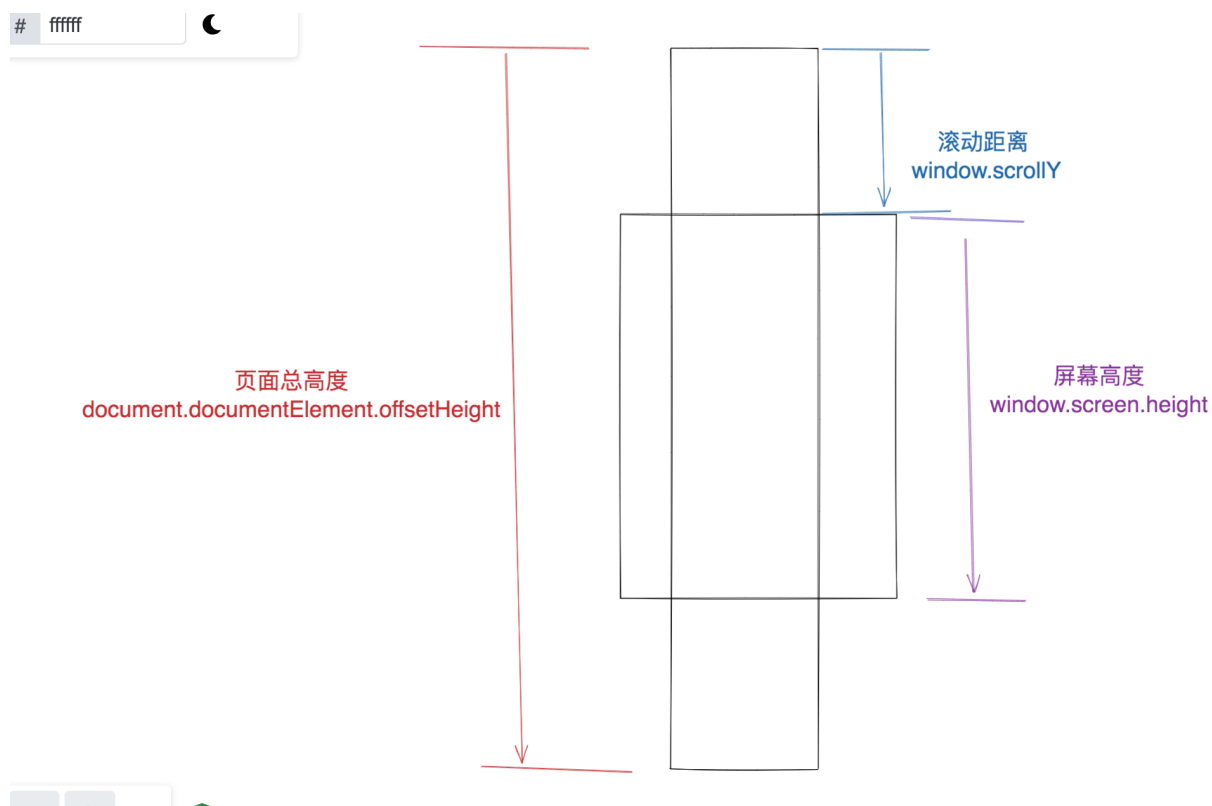 # ffffff
滚动距离
window.scrollY
页面总高度
document.documentElement.offsetHeight
屏幕高度
window.screen.height